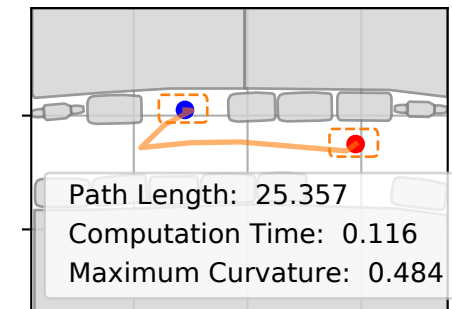 Path Length: 25.357
Computation Time: 0.116
Maximum Curvature: 0.484